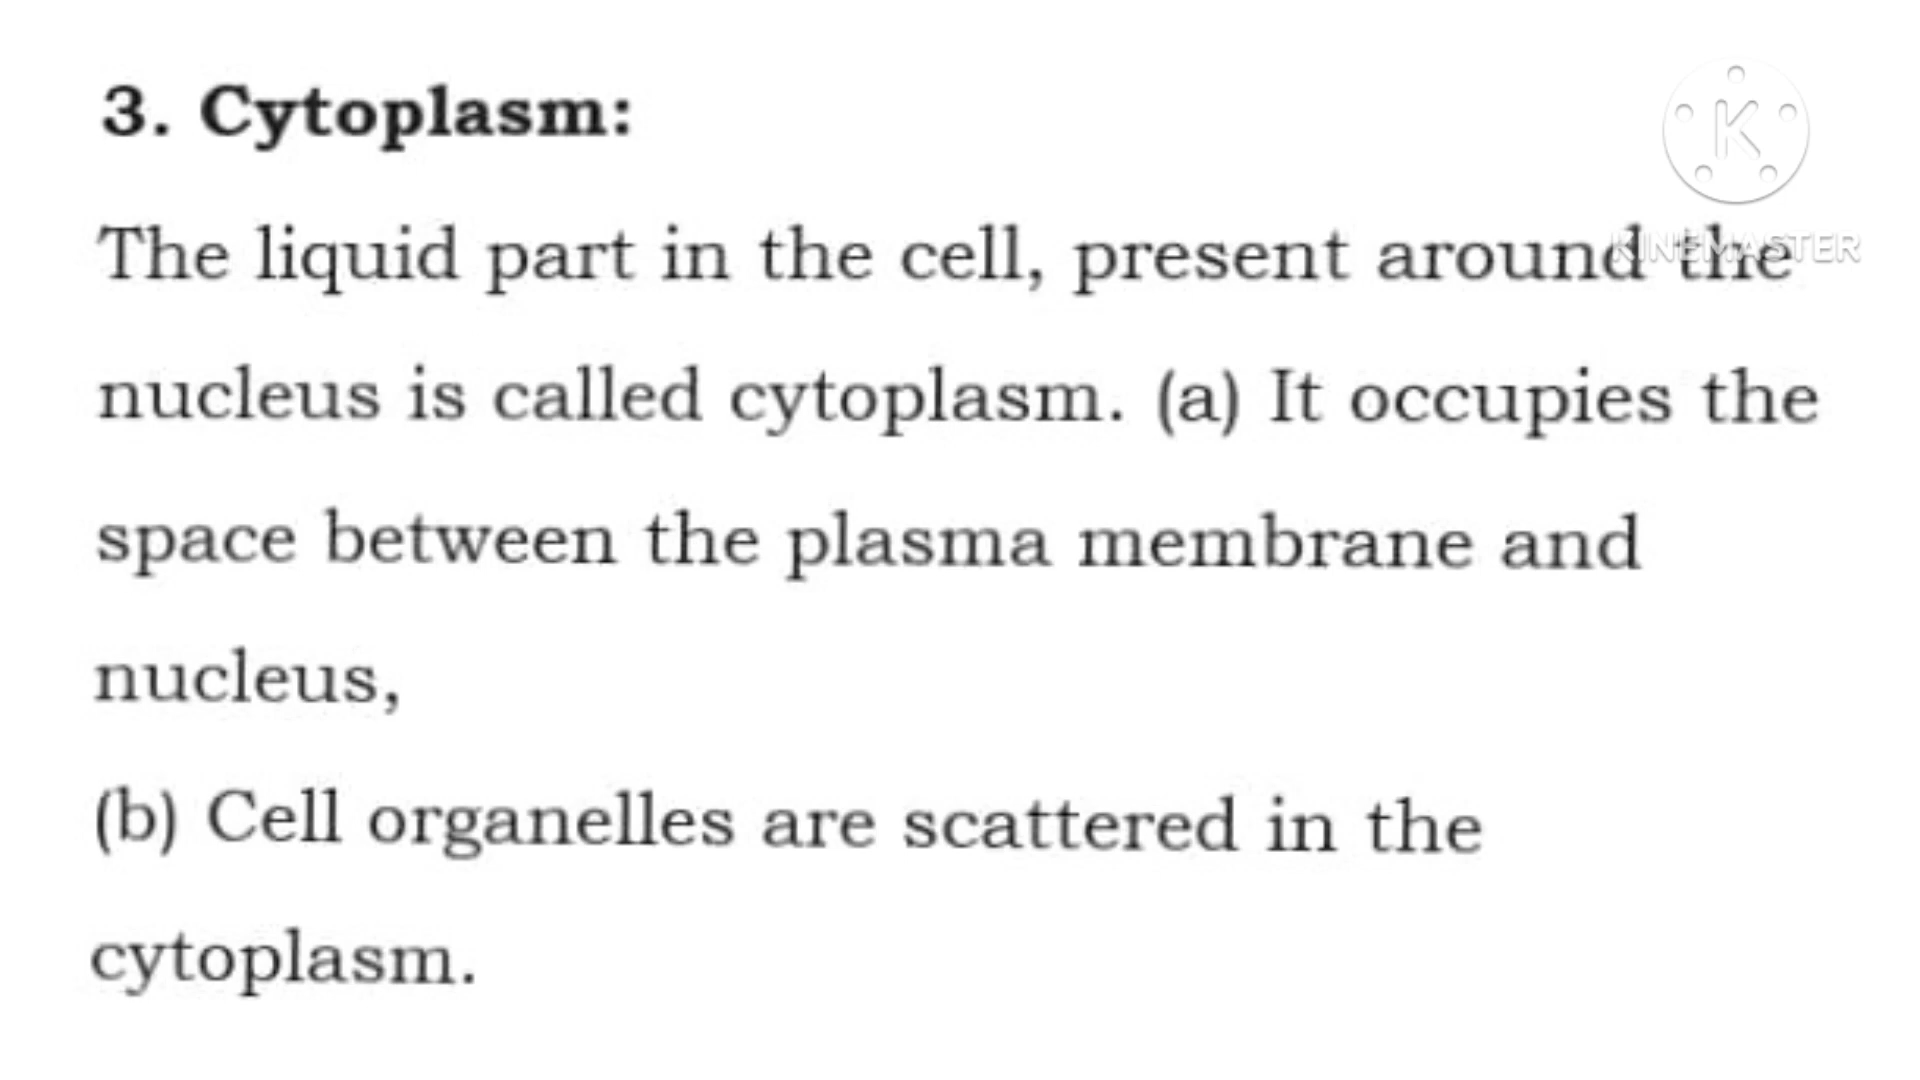 3. Cytoplasm:
The liquid part in the cell, present around the
nucleus is called cytoplasm. (a) It occupies the
space between the plasma membrane and
nucleus,
(b) Cell organelles are scattered in the
cytoplasm.
K
KINEMASTER